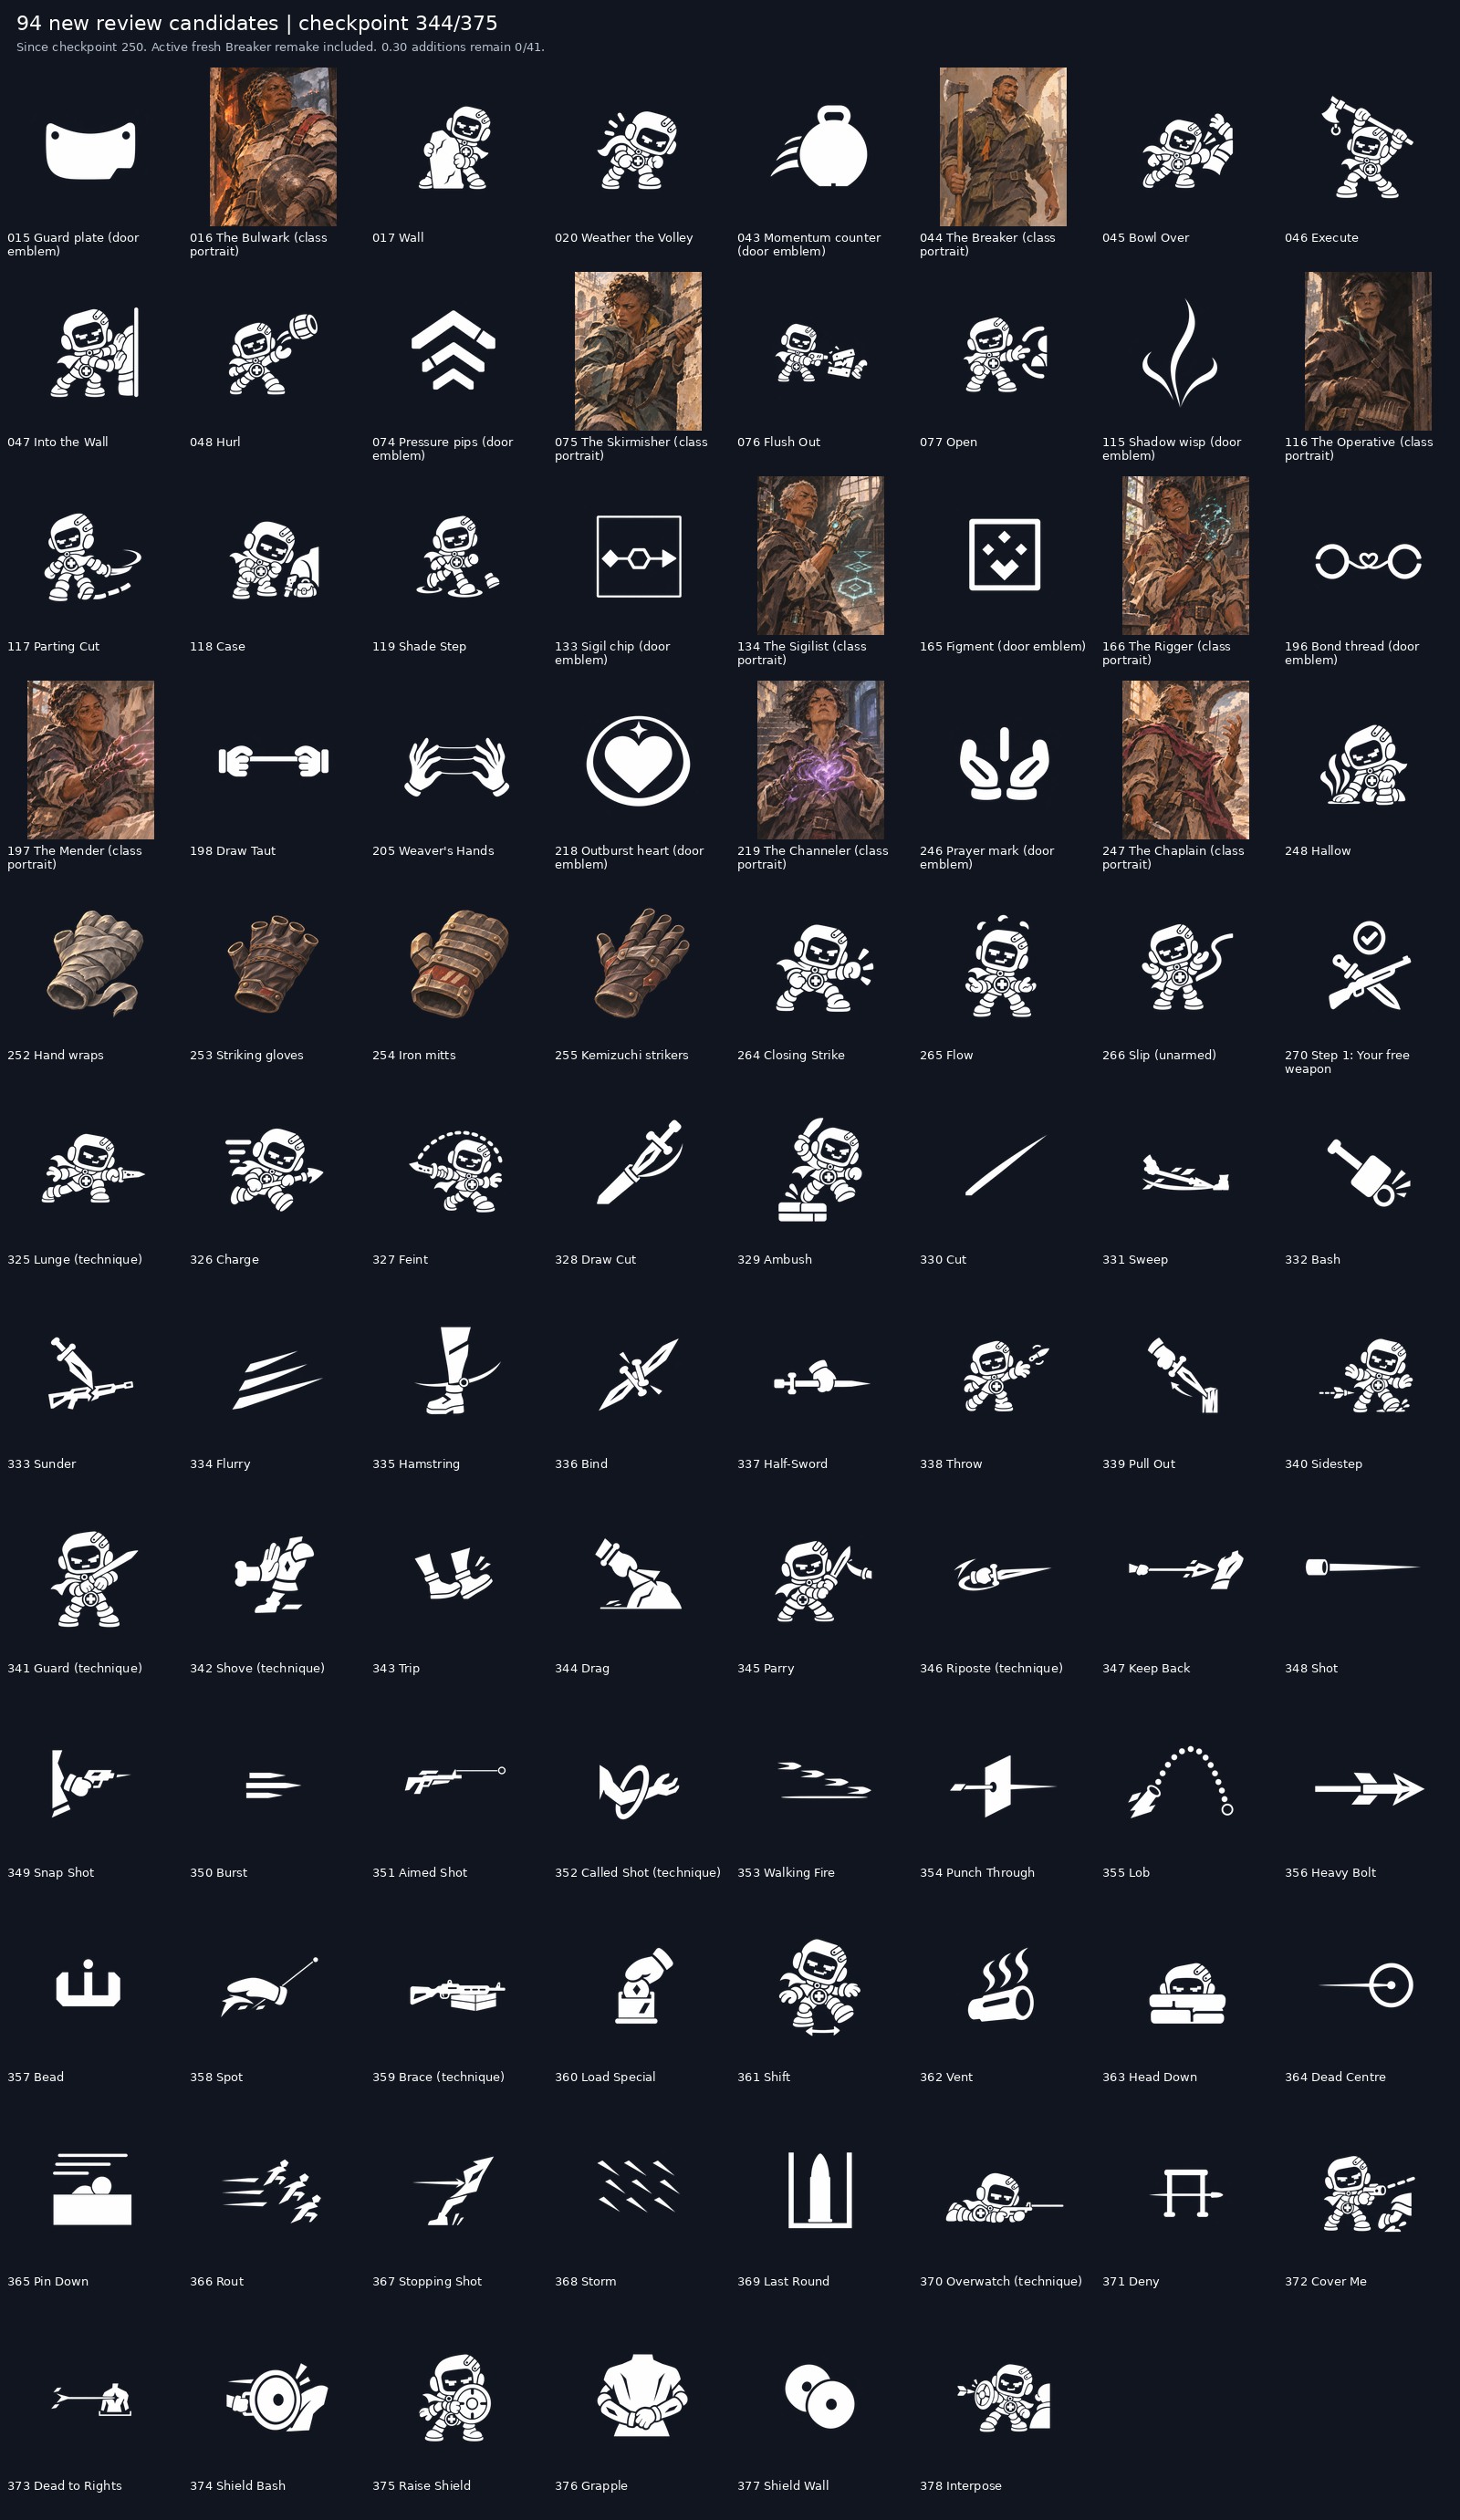 94 new review candidates | checkpoint 344/375
Since checkpoint 250. Active fresh Breaker remake included. 0.30 additions remain 0/41.
015 Guard plate (door
emblem)
016 The Bulwark (class
portrait)
017 Wall
020 Weather the Volley
043 Momentum counter
(door emblem)
044 The Breaker (class
portrait)
045 Bowl Over
046 Execute
047 Into the Wall
048 Hurl
074 Pressure pips (door
emblem)
075 The Skirmisher (class
portrait)
076 Flush Out
077 Open
115 Shadow wisp (door
emblem)
116 The Operative (class
portrait)
117 Parting Cut
118 Case
119 Shade Step
133 Sigil chip (door
emblem)
134 The Sigilist (class
portrait)
165 Figment (door emblem)
166 The Rigger (class
portrait)
196 Bond thread (door
emblem)
197 The Mender (class
portrait)
198 Draw Taut
205 Weaver's Hands
218 Outburst heart (door
emblem)
219 The Channeler (class
portrait)
246 Prayer mark (door
emblem)
247 The Chaplain (class
portrait)
248 Hallow
252 Hand wraps
253 Striking gloves
254 Iron mitts
255 Kemizuchi strikers
264 Closing Strike
265 Flow
266 Slip (unarmed)
270 Step 1: Your free
weapon
325 Lunge (technique)
326 Charge
327 Feint
328 Draw Cut
329 Ambush
330 Cut
331 Sweep
332 Bash
333 Sunder
334 Flurry
335 Hamstring
336 Bind
337 Half-Sword
338 Throw
339 Pull Out
340 Sidestep
341 Guard (technique)
342 Shove (technique)
343 Trip
344 Drag
345 Parry
346 Riposte (technique)
347 Keep Back
348 Shot
349 Snap Shot
350 Burst
351 Aimed Shot
352 Called Shot (technique)
353 Walking Fire
354 Punch Through
355 Lob
356 Heavy Bolt
357 Bead
358 Spot
359 Brace (technique)
360 Load Special
361 Shift
362 Vent
363 Head Down
364 Dead Centre
365 Pin Down
366 Rout
367 Stopping Shot
368 Storm
369 Last Round
370 Overwatch (technique)
371 Deny
372 Cover Me
373 Dead to Rights
374 Shield Bash
375 Raise Shield
376 Grapple
377 Shield Wall
378 Interpose